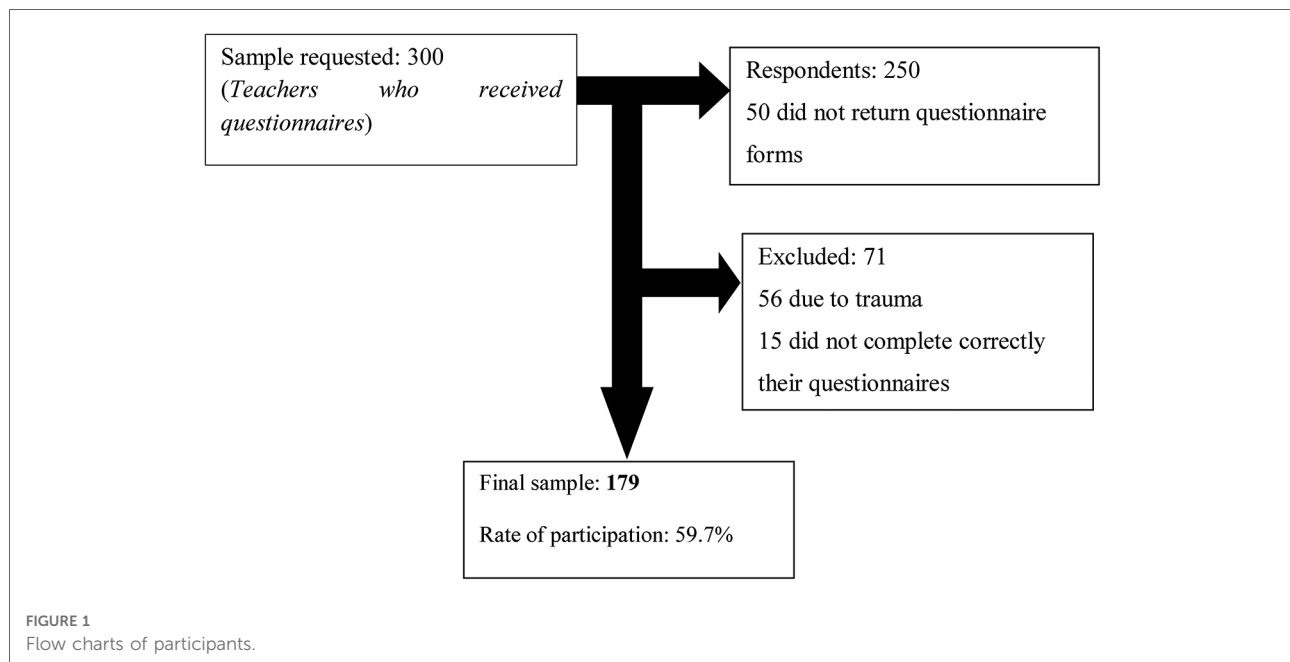 Sample requested: 300
(Teachers who received
questionnaires)
Respondents: 250
50 did not return questionnaire
forms
Excluded: 71
56 due to trauma
15 did not complete correctly
their questionnaires
Final sample: 179
Rate of participation: 59.7%
FIGURE 1
Flow charts of participants.